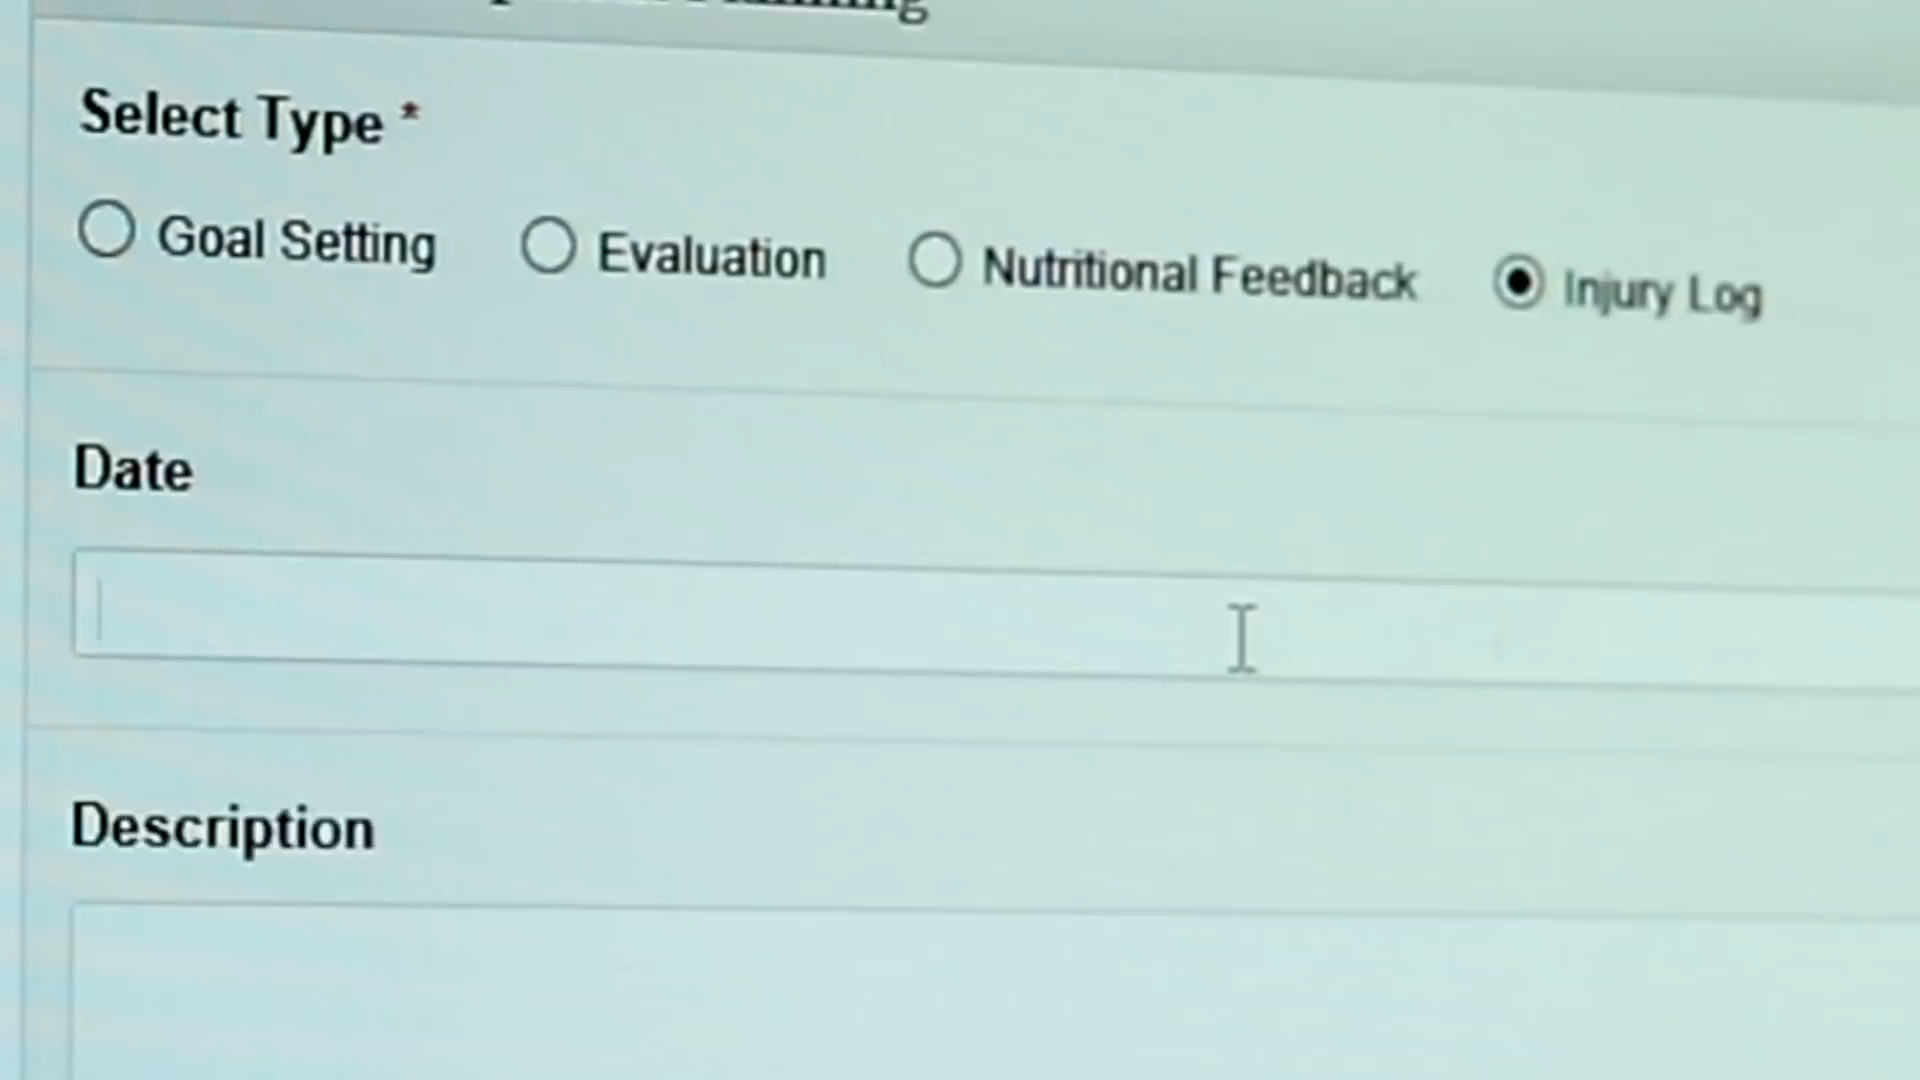 Select Type *
Goal Setting Evaluation Nutritional Feedback Injury Log
Date
Description